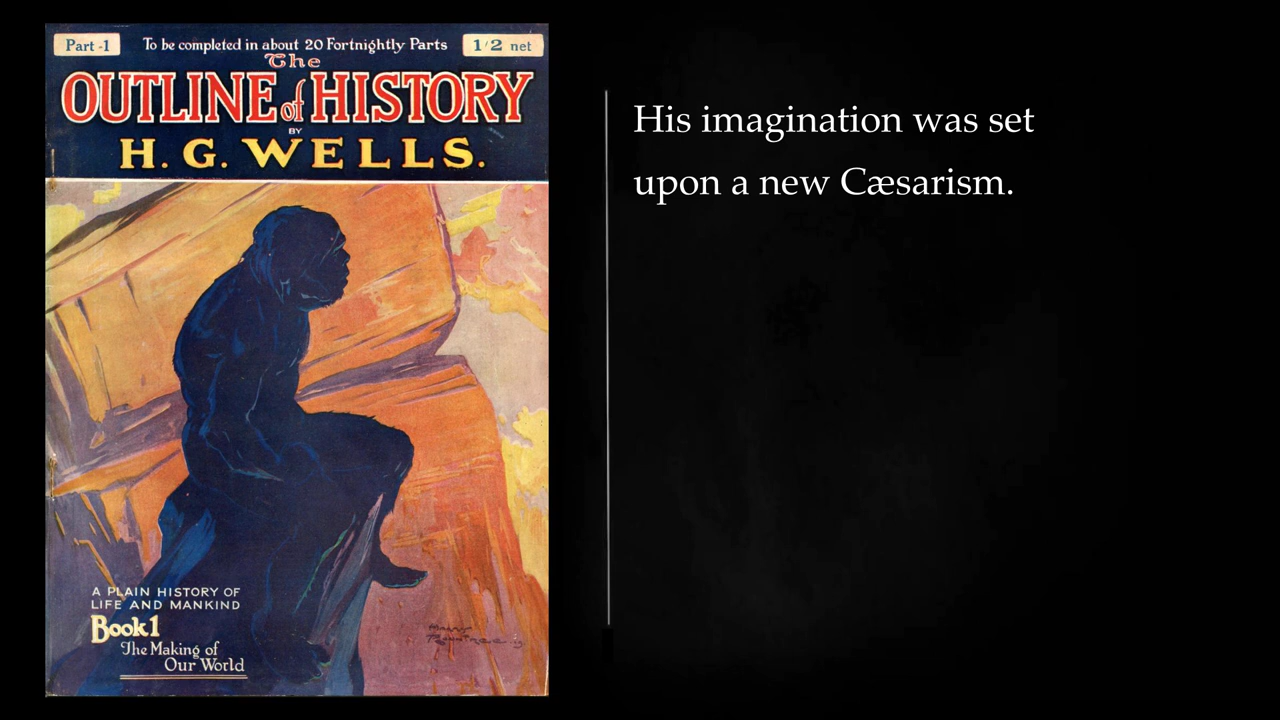 Part -1
To be completed in about 20 Fortnightly Parts
1/2 net
The
OUTLINE of HISTORY
BY
H. G. WELLS.
His imagination was set
upon a new Cæsarism.
A PLAIN HISTORY OF
LIFE AND MANKIND
Book 1
The Making of
Our World